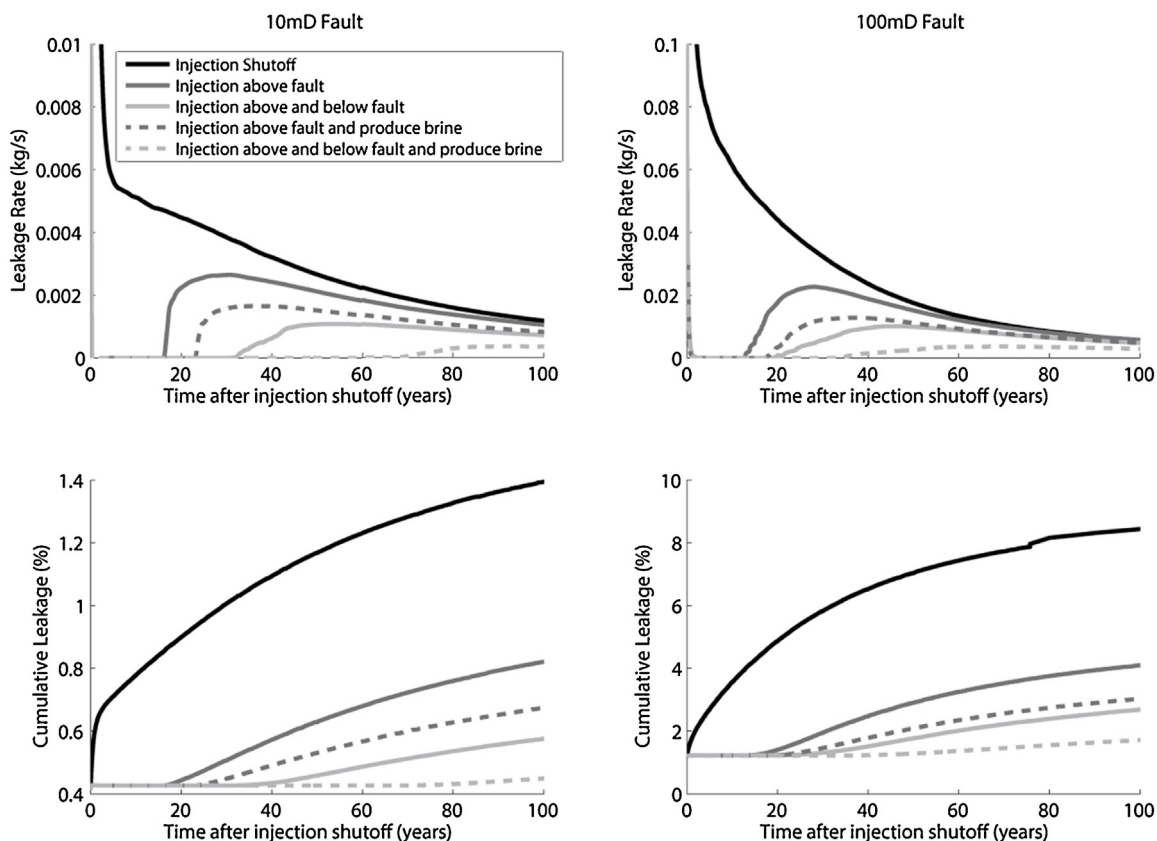 10mD Fault
0.01
0.008
0.006
0.004
0.002
0
Leakage Rate (kg/s)
Injection Shutoff
Injection above fault
Injection above and below fault
Injection above fault and produce brine
Injection above and below fault and produce brine
0 20 40 60 80 100
Time after injection shutoff (years)
100mD Fault
0.1
0.08
0.06
0.04
0.02
0
Leakage Rate (kg/s)
0 20 40 60 80 100
Time after injection shutoff (years)
1.4
1.2
1
0.8
0.6
0.4
Cumulative Leakage (%)
0 20 40 60 80 100
Time after injection shutoff (years)
10
8
6
4
2
0
Cumulative Leakage (%)
0 20 40 60 80 100
Time after injection shutoff (years)